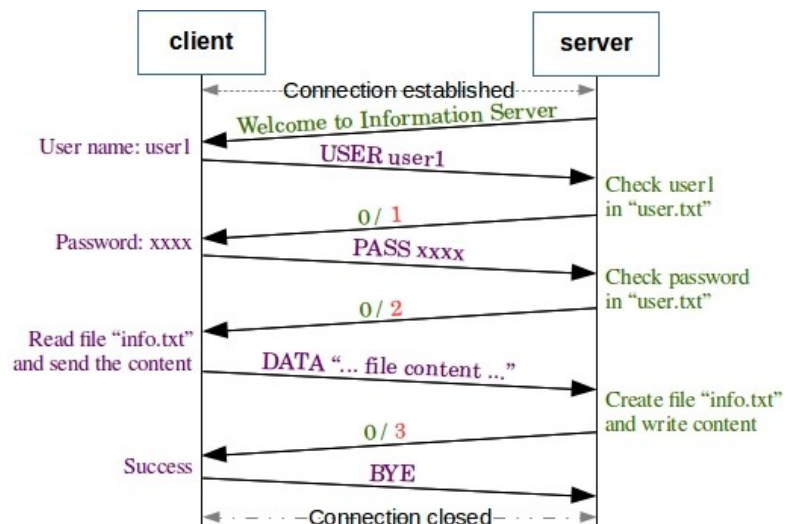 client
server
Connection established
Welcome to Information Server
User name: user1
USER user1
Check user1
in “user.txt”
0 / 1
Password: xxxx
PASS xxxx
Check password
in “user.txt”
0 / 2
Read file “info.txt”
and send the content
DATA “... file content ...”
Create file “info.txt”
and write content
0 / 3
Success
BYE
Connection closed